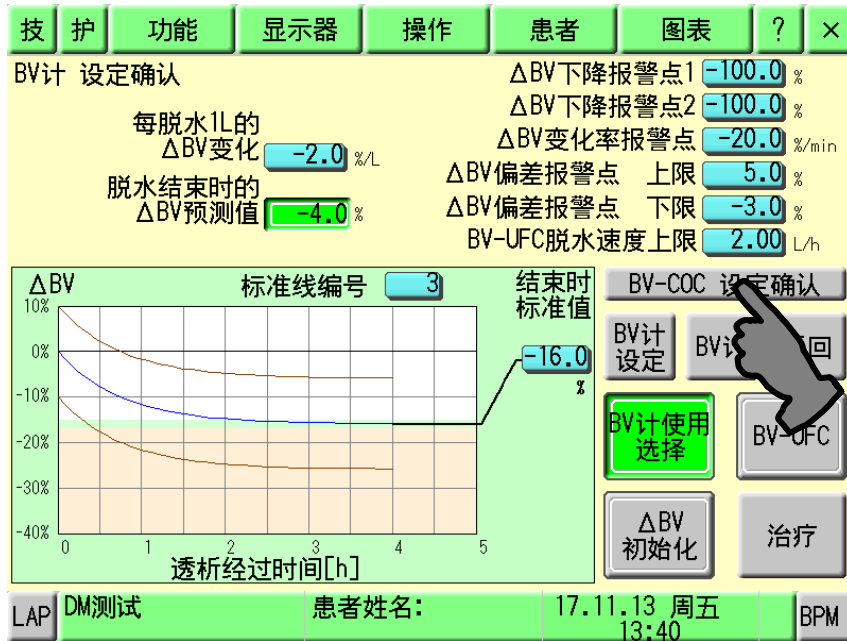 技 护 功能 显示器 操作 患者 图表 ? ×
BV计 设定确认
ΔBV下降报警点1 -100.0 %
ΔBV下降报警点2 -100.0 %
每脱水1L的
ΔBV变化 -2.0 %/L
ΔBV变化率报警点 -20.0 %/min
脱水结束时的
ΔBV预测值 -4.0 %
ΔBV偏差报警点 上限 5.0 %
ΔBV偏差报警点 下限 -3.0 %
BV-UFC脱水速度上限 2.00 L/h
ΔBV 标准线编号 3
结束时
标准值
-16.0
%
10%
0%
-10%
-20%
-30%
-40%
0 1 2 3 4 5
透析经过时间[h]
BV-COC 设定确认
BV计
设定
BV 回
BV计使用
选择
BV-UFC
ΔBV
初始化
治疗
LAP DM测试 患者姓名: 17.11.13 周五
13:40
BPM